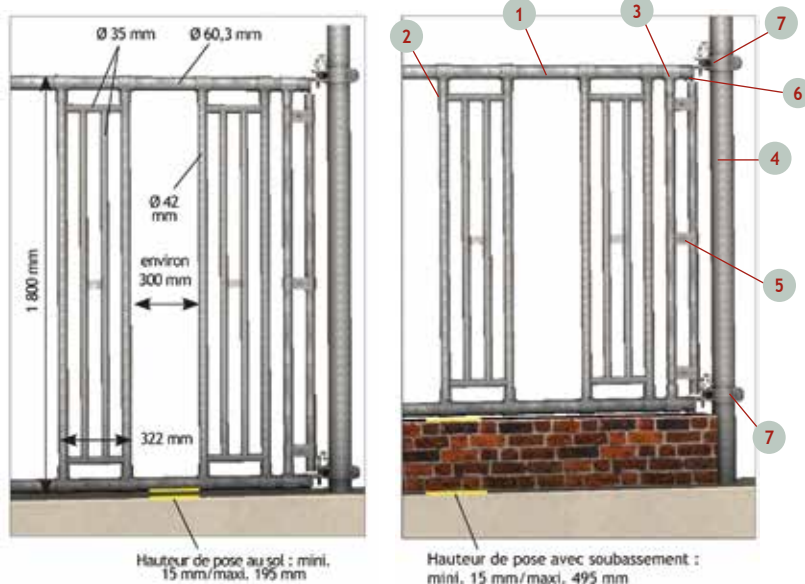 Ø 35 mm
Ø 60,3 mm
1 800 mm
Ø 42
mm
environ
300 mm
322 mm
Hauteur de pose au sol : mini.
15 mm/maxi. 195 mm
1
2
3
7
6
4
5
7
Hauteur de pose avec soubassement :
mini. 15 mm/maxi. 495 mm